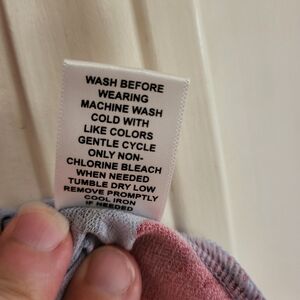 WASH BEFORE
WEARING
MACHINE WASH
COLD WITH
LIKE COLORS
GENTLE CYCLE
ONLY NON-
CHLORINE BLEACH
WHEN NEEDED
TUMBLE DRY LOW
REMOVE PROMPTLY
COOL IRON
IF NEEDED